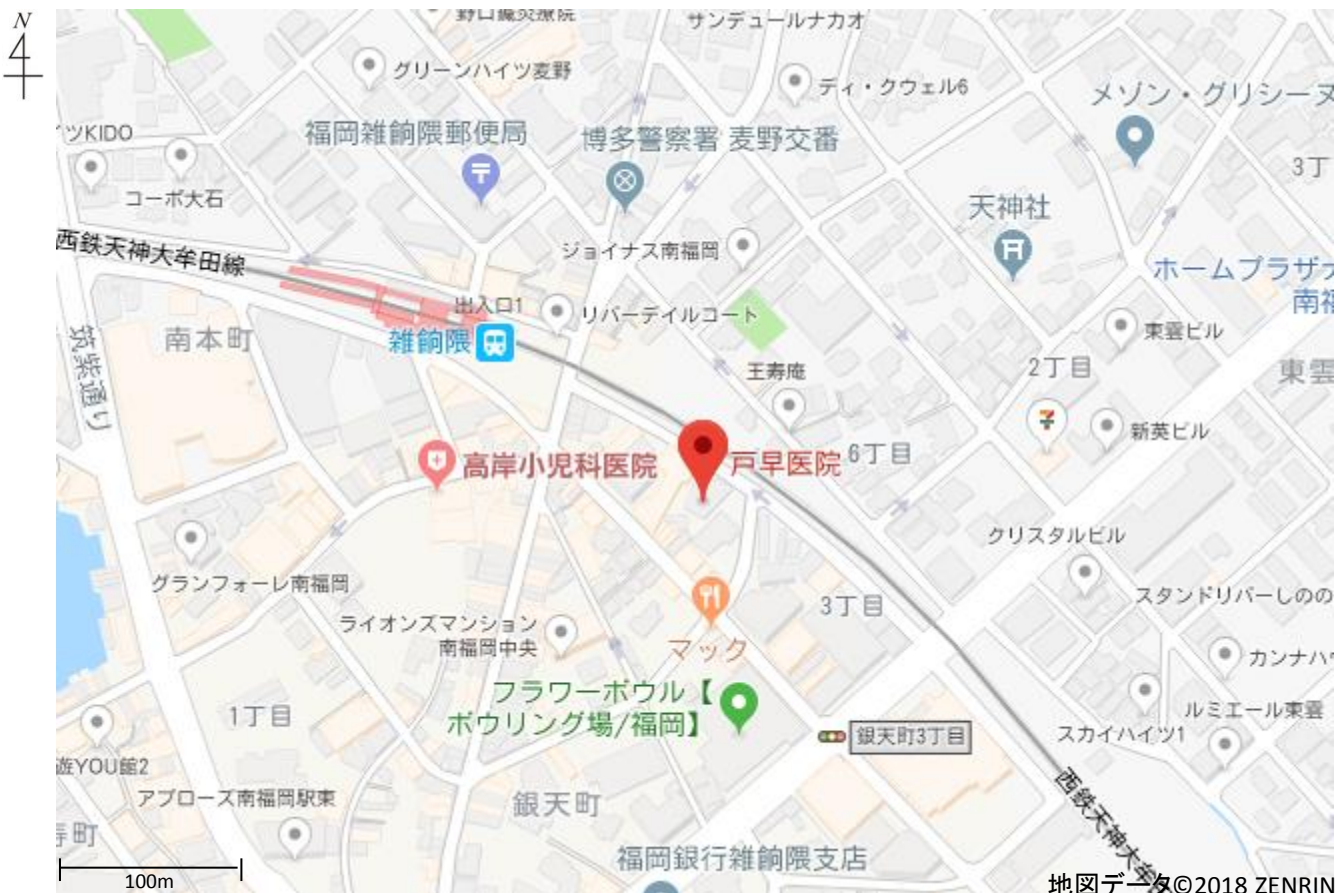 N
野口鍼灸療院
サンデュールナカオ
グリーンハイツ麦野
ディ・クウェル6
メゾン・グリシーヌ
ツKIDO
福岡雑餉隈郵便局
博多警察署 麦野交番
3丁
コーポ大石
天神社
西鉄天神大牟田線
ジョイナス南福岡
ホームプラザナ
南福
出入口1
リバーデイルコート
南本町
雑餉隈
東雲ビル
筑紫通り
王寿庵
2丁目
東雲
新英ビル
高岸小児科医院
戸早医院
6丁目
クリスタルビル
グランフォーレ南福岡
スタンドリバーしのの
3丁目
ライオンズマンション
南福岡中央
マック
カンナハウ
フラワーボウル【
ボウリング場/福岡】
1丁目
ルミエール東雲
銀天町3丁目
スカイハイツ1
遊YOU館2
アプローズ南福岡駅東
銀天町
西鉄天神大牟
寿町
福岡銀行雑餉隈支店
100m
地図データ©2018 ZENRIN